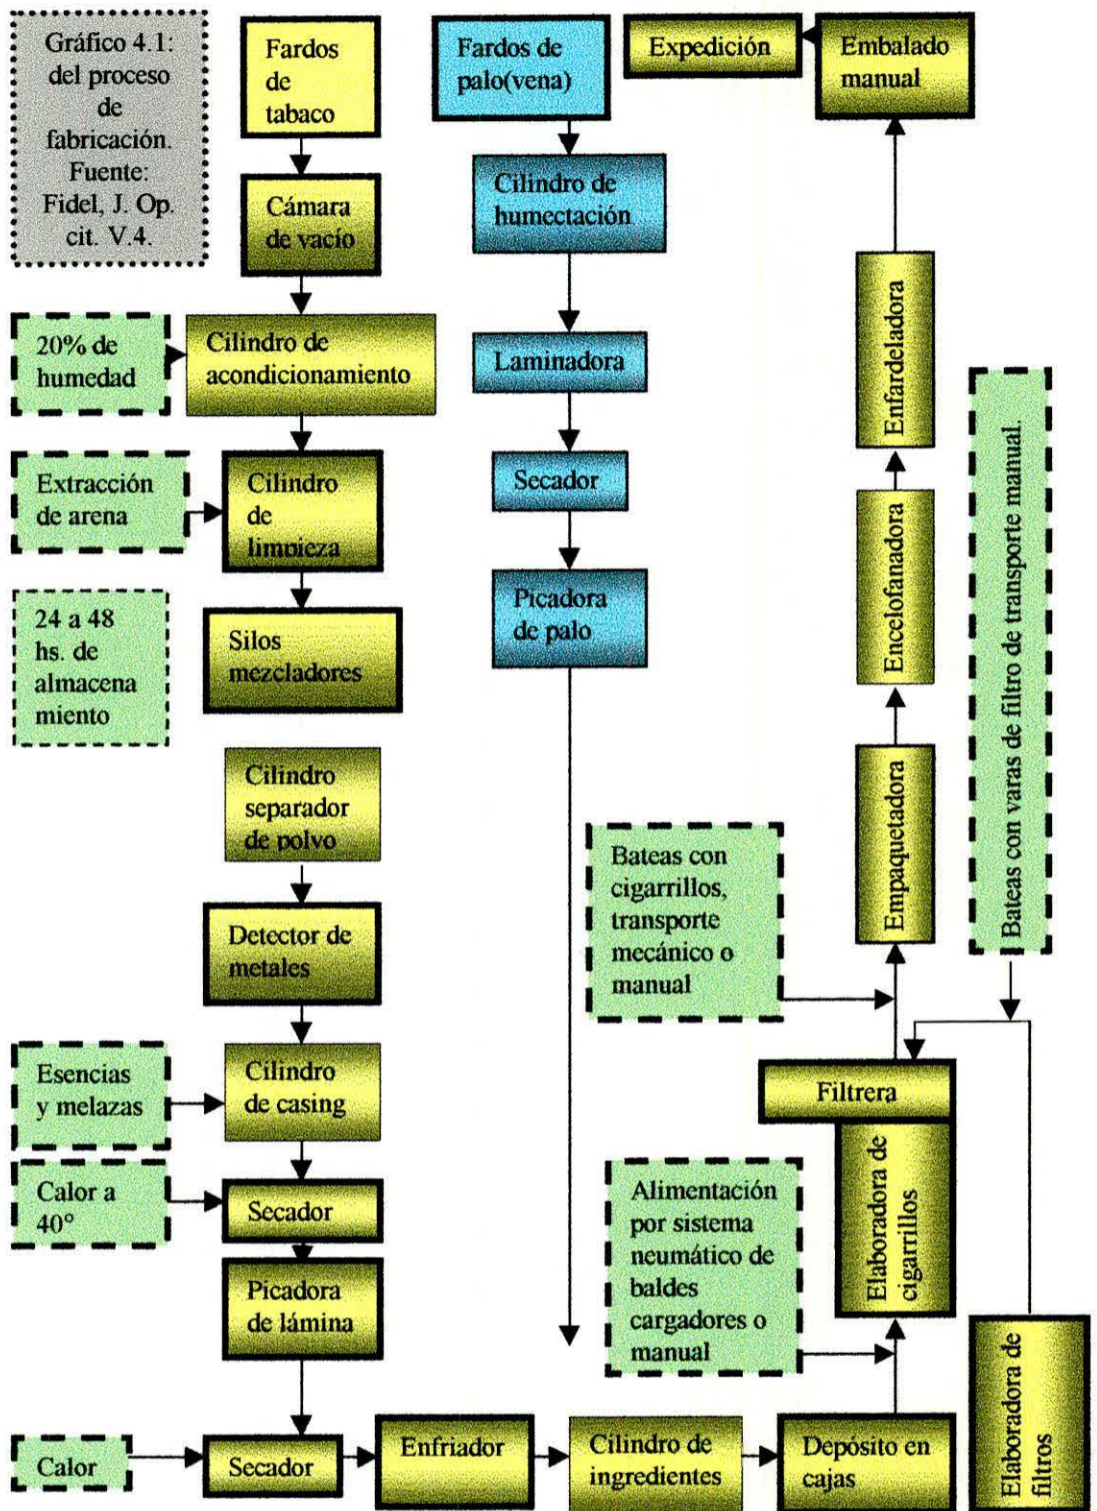 Gráfico 4.1:
del proceso
de
fabricación.
Fuente:
Fidel, J. Op.
cit. V.4.
Fardos
de
tabaco
Cámara
de vacío
20% de
humedad
Cilindro de
acondicionamiento
Extracción
de arena
Cilindro
de
limpieza
24 a 48
hs. de
almacena
miento
Silos
mezcladores
Cilindro
separador
de polvo
Detector de
metales
Esencias
y melazas
Cilindro
de casing
Calor a
40°
Secador
Picadora
de lámina
Calor
Secador
Enfriador
Cilindro de
ingredientes
Depósito en
cajas
Fardos de
palo(vena)
Cilindro de
humectación
Laminadora
Secador
Picadora
de palo
Alimentación
por sistema
neumático de
baldes
cargadores o
manual
Elaboradora de
cigarrillos
Filtrera
Elaboradora de
filtros
Bateas con varas de filtro de transporte manual.
Bateas con
cigarrillos,
transporte
mecánico o
manual
Empaquetadora
Encelofanadora
Enfardeladora
Embalado
manual
Expedición